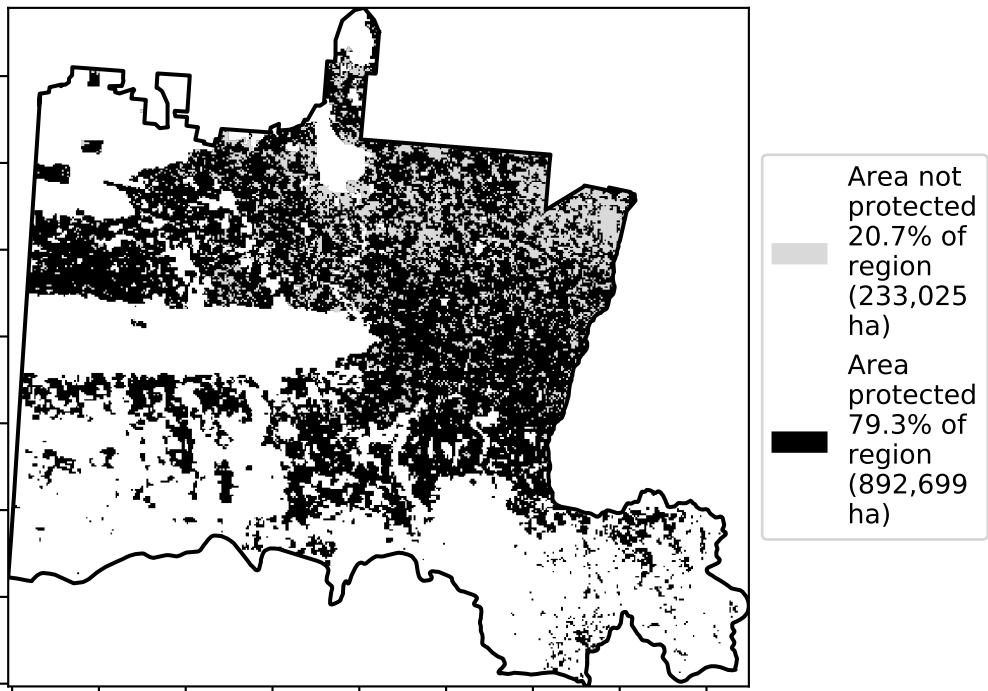 Area not
protected
20.7% of
region
(233,025
ha)
Area
protected
79.3% of
region
(892,699
ha)